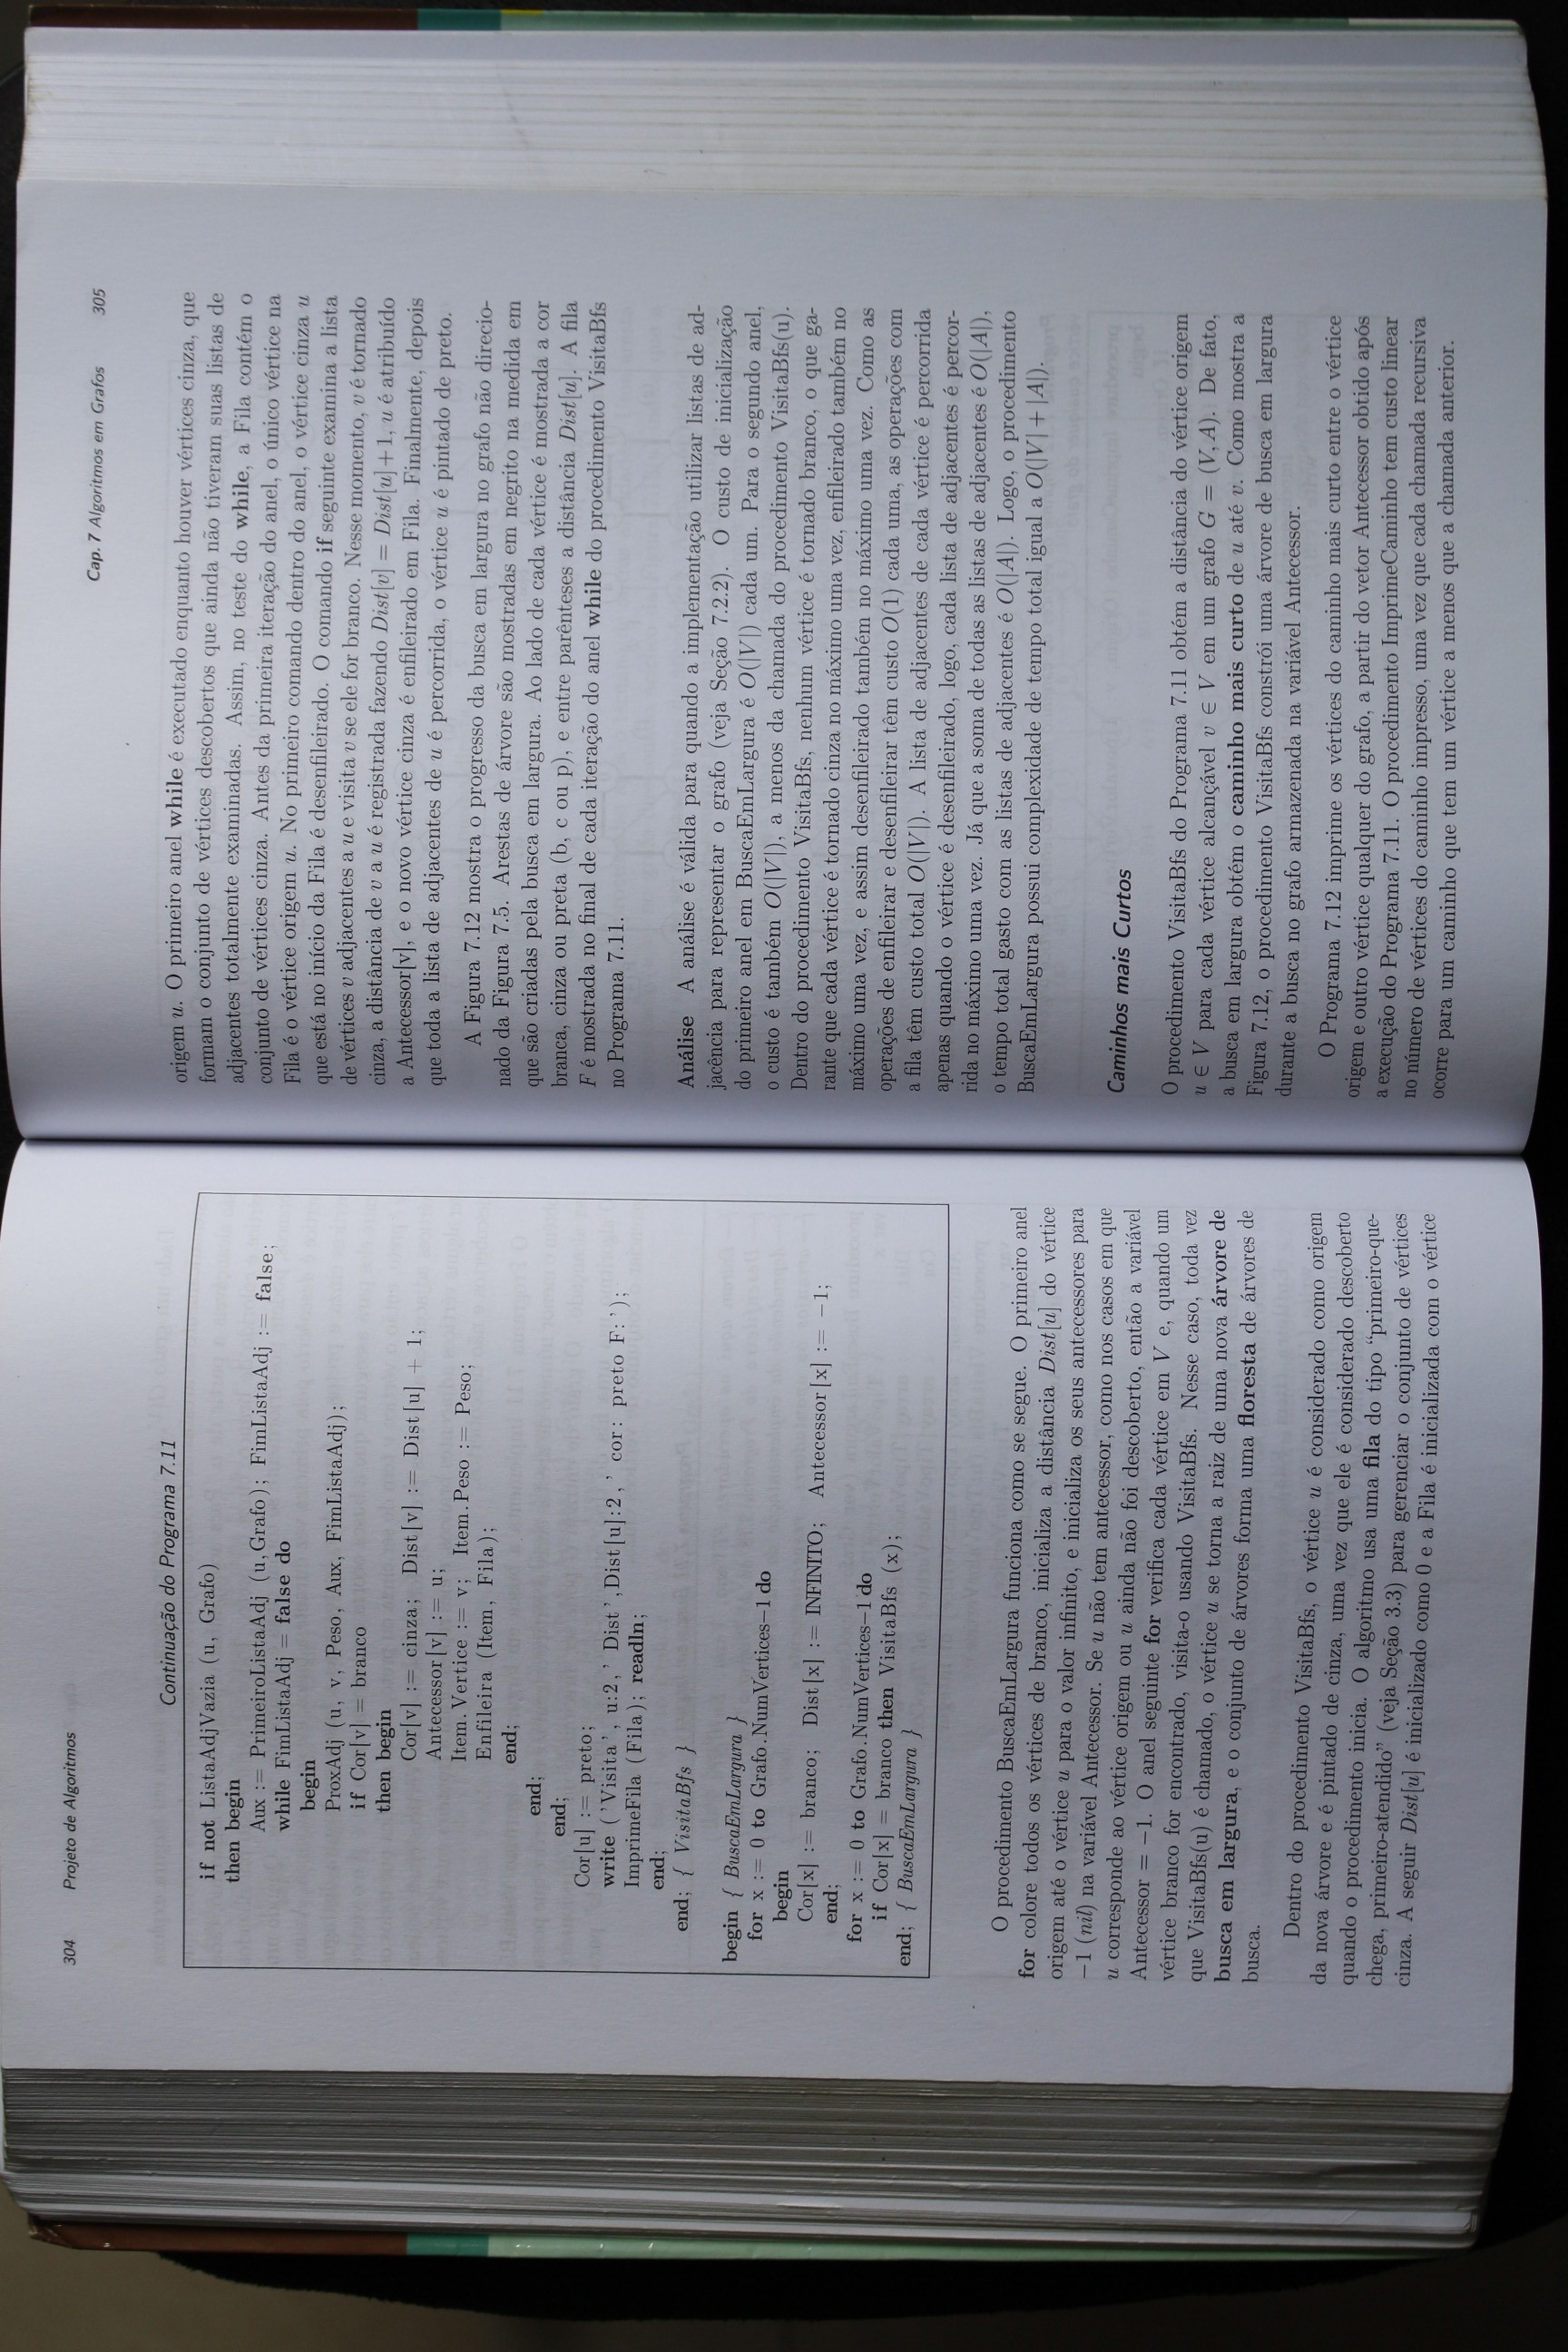 304 Projeto de Algoritmos
Continuação do Programa 7.11
if not ListaAdjVazia (u, Grafo)
then begin
Aux := PrimeiroListaAdj (u,Grafo); FimListaAdj := false;
while FimListaAdj = false do
begin
ProxAdj (u, v, Peso, Aux, FimListaAdj);
if Cor[v] = branco
then begin
Cor[v] := cinza; Dist[v] := Dist[u] + 1;
Antecessor[v] := u;
Item.Vertice := v; Item.Peso := Peso;
Enfileira (Item, Fila);
end;
end;
end;
Cor[u] := preto;
write ('Visita', u:2,' Dist',Dist[u]:2,' cor: preto F:');
ImprimeFila (Fila); readln;
end;
end; { VisitaBfs }
begin { BuscaEmLargura }
for x := 0 to Grafo.NumVertices−1 do
begin
Cor[x] := branco; Dist[x] := INFINITO; Antecessor[x] := −1;
end;
for x := 0 to Grafo.NumVertices−1 do
if Cor[x] = branco then VisitaBfs (x);
end; { BuscaEmLargura }
O procedimento BuscaEmLargura funciona como se segue. O primeiro anel
for colore todos os vértices de branco, inicializa a distância Dist[u] do vértice
origem até o vértice u para o valor infinito, e inicializa os seus antecessores para
−1 (nil) na variável Antecessor. Se u não tem antecessor, como nos casos em que
u corresponde ao vértice origem ou u ainda não foi descoberto, então a variável
Antecessor = −1. O anel seguinte for verifica cada vértice em V e, quando um
vértice branco for encontrado, visita-o usando VisitaBfs. Nesse caso, toda vez
que VisitaBfs(u) é chamado, o vértice u se torna a raiz de uma nova árvore de
busca em largura, e o conjunto de árvores forma uma floresta de árvores de
busca.
Dentro do procedimento VisitaBfs, o vértice u é considerado como origem
da nova árvore e é pintado de cinza, uma vez que ele é considerado descoberto
quando o procedimento inicia. O algoritmo usa uma fila do tipo “primeiro-que-
chega, primeiro-atendido” (veja Seção 3.3) para gerenciar o conjunto de vértices
cinza. A seguir Dist[u] é inicializado como 0 e a Fila é inicializada com o vértice
Cap. 7 Algoritmos em Grafos 305
origem u. O primeiro anel while é executado enquanto houver vértices cinza, que
formam o conjunto de vértices descobertos que ainda não tiveram suas listas de
adjacentes totalmente examinadas. Assim, no teste do while, a Fila contém o
conjunto de vértices cinza. Antes da primeira iteração do anel, o único vértice na
Fila é o vértice origem u. No primeiro comando dentro do anel, o vértice cinza u
que está no início da Fila é desenfileirado. O comando if seguinte examina a lista
de vértices v adjacentes a u e visita v se ele for branco. Nesse momento, v é tornado
cinza, a distância de v a u é registrada fazendo Dist[v] = Dist[u]+1, u é atribuído
a Antecessor[v], e o novo vértice cinza é enfileirado em Fila. Finalmente, depois
que toda a lista de adjacentes de u é percorrida, o vértice u é pintado de preto.
A Figura 7.12 mostra o progresso da busca em largura no grafo não direcio-
nado da Figura 7.5. Arestas de árvore são mostradas em negrito na medida em
que são criadas pela busca em largura. Ao lado de cada vértice é mostrada a cor
branca, cinza ou preta (b, c ou p), e entre parênteses a distância Dist[u]. A fila
F é mostrada no final de cada iteração do anel while do procedimento VisitaBfs
no Programa 7.11.
Análise A análise é válida para quando a implementação utilizar listas de ad-
jacência para representar o grafo (veja Seção 7.2.2). O custo de inicialização
do primeiro anel em BuscaEmLargura é O(|V|) cada um. Para o segundo anel,
o custo é também O(|V|), a menos da chamada do procedimento VisitaBfs(u).
Dentro do procedimento VisitaBfs, nenhum vértice é tornado branco, o que ga-
rante que cada vértice é tornado cinza no máximo uma vez, enfileirado também no
máximo uma vez, e assim desenfileirado também no máximo uma vez. Como as
operações de enfileirar e desenfileirar têm custo O(1) cada uma, as operações com
a fila têm custo total O(|V|). A lista de adjacentes de cada vértice é percorrida
apenas quando o vértice é desenfileirado, logo, cada lista de adjacentes é percor-
rida no máximo uma vez. Já que a soma de todas as listas de adjacentes é O(|A|),
o tempo total gasto com as listas de adjacentes é O(|A|). Logo, o procedimento
BuscaEmLargura possui complexidade de tempo total igual a O(|V| + |A|).
Caminhos mais Curtos
O procedimento VisitaBfs do Programa 7.11 obtém a distância do vértice origem
u ∈ V para cada vértice alcançável v ∈ V em um grafo G = (V, A). De fato,
a busca em largura obtém o caminho mais curto de u até v. Como mostra a
Figura 7.12, o procedimento VisitaBfs constrói uma árvore de busca em largura
durante a busca no grafo armazenada na variável Antecessor.
O Programa 7.12 imprime os vértices do caminho mais curto entre o vértice
origem e outro vértice qualquer do grafo, a partir do vetor Antecessor obtido após
a execução do Programa 7.11. O procedimento ImprimeCaminho tem custo linear
no número de vértices do caminho impresso, uma vez que cada chamada recursiva
ocorre para um caminho que tem um vértice a menos que a chamada anterior.